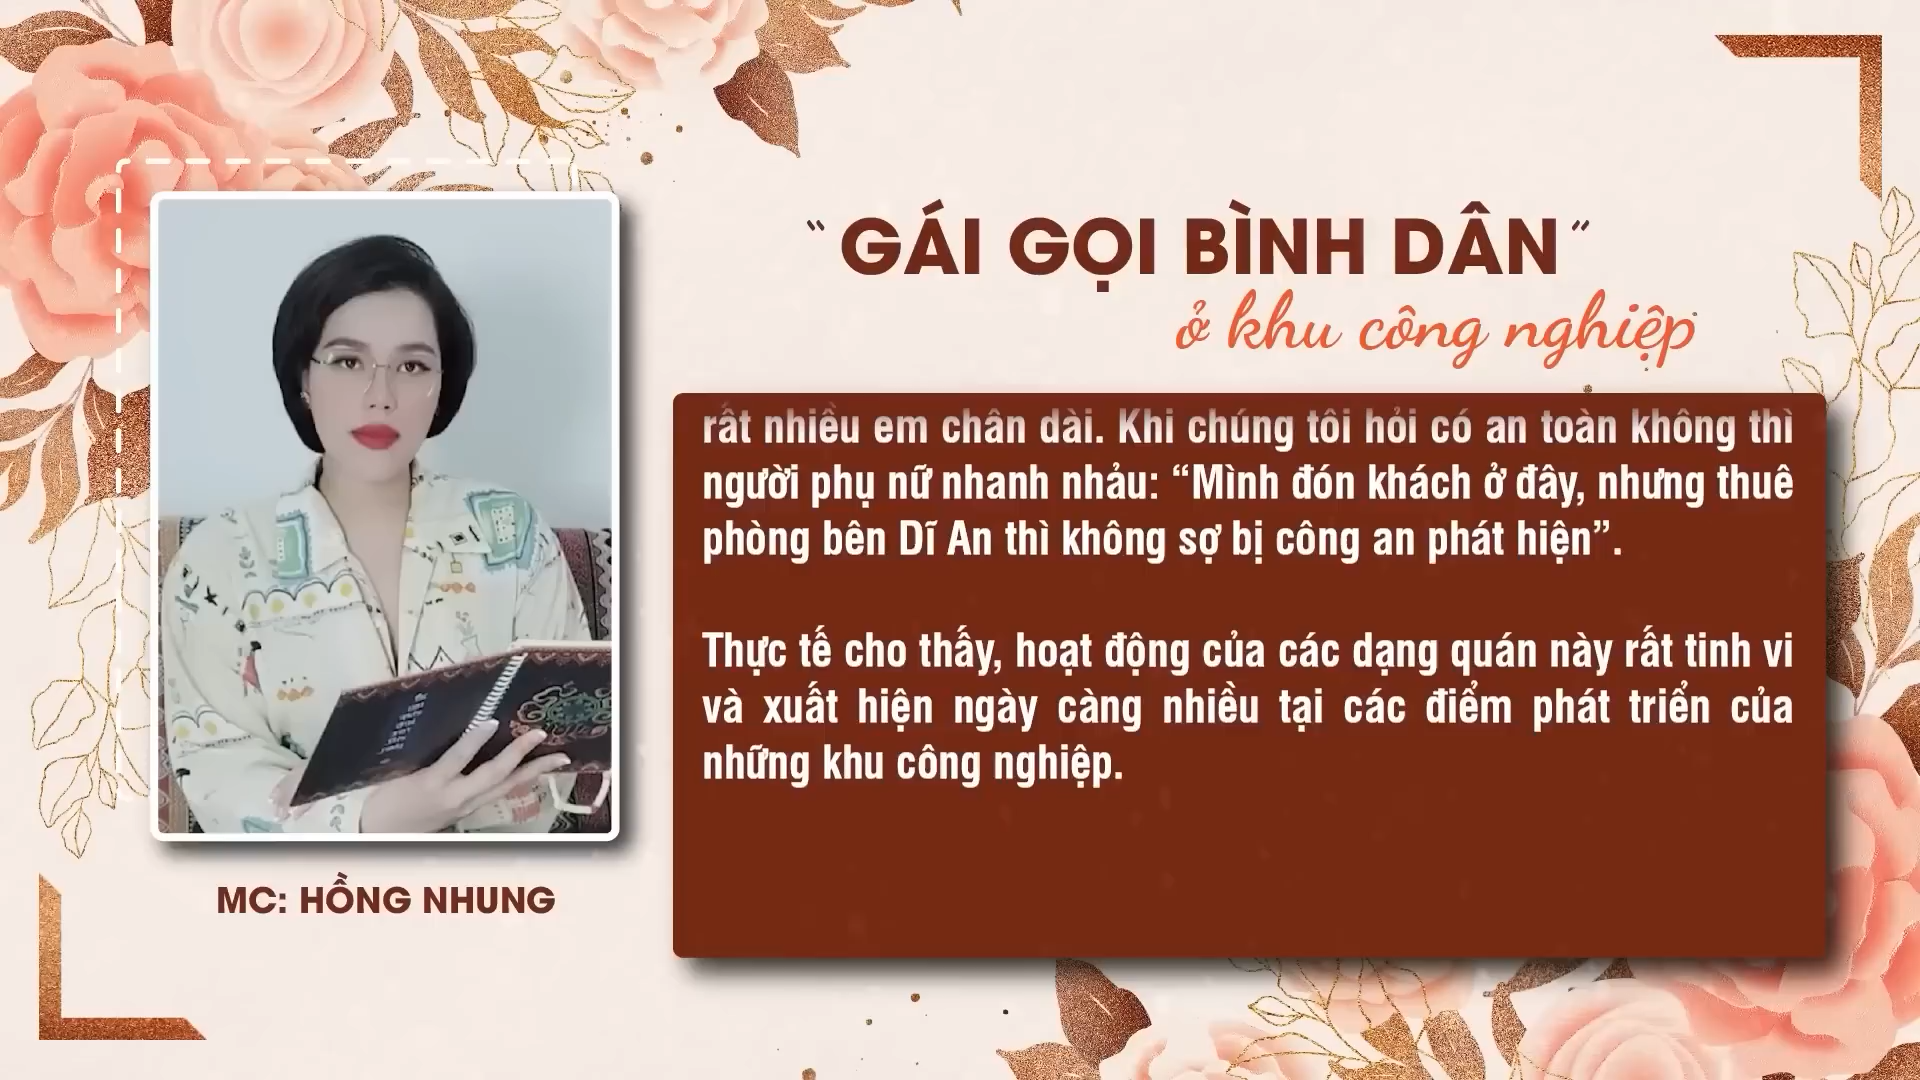 "GÁI GỌI BÌNH DÂN"
ở khu công nghiệp
rất nhiều em chân dài. Khi chúng tôi hỏi có an toàn không thì
người phụ nữ nhanh nhảu: “Mình đón khách ở đây, nhưng thuê
phòng bên Dĩ An thì không sợ bị công an phát hiện”.
Thực tế cho thấy, hoạt động của các dạng quán này rất tinh vi
và xuất hiện ngày càng nhiều tại các điểm phát triển của
những khu công nghiệp.
MC: HỒNG NHUNG